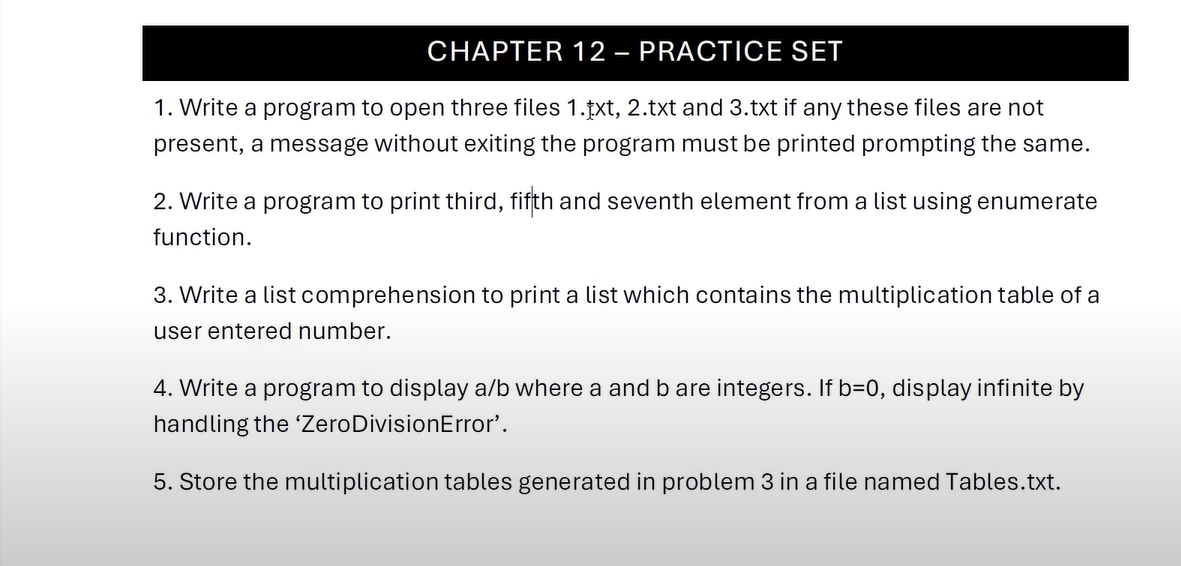 CHAPTER 12 – PRACTICE SET
1. Write a program to open three files 1.txt, 2.txt and 3.txt if any these files are not
present, a message without exiting the program must be printed prompting the same.
2. Write a program to print third, fifth and seventh element from a list using enumerate
function.
3. Write a list comprehension to print a list which contains the multiplication table of a
user entered number.
4. Write a program to display a/b where a and b are integers. If b=0, display infinite by
handling the ‘ZeroDivisionError’.
5. Store the multiplication tables generated in problem 3 in a file named Tables.txt.